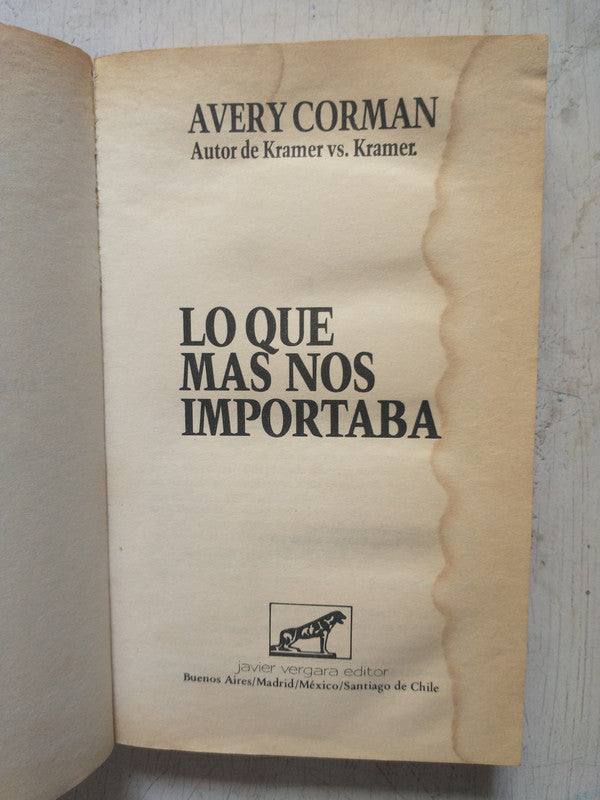 AVERY CORMAN
Autor de Kramer vs. Kramer.
LO QUE
MAS NOS
IMPORTABA
javier vergara editor
Buenos Aires/Madrid/México/Santiago de Chile